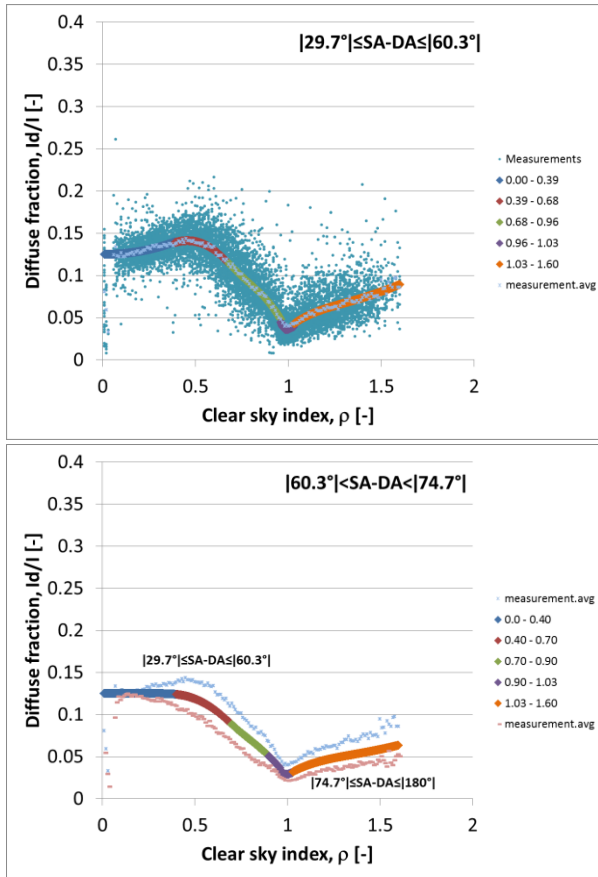 |29.7°|≤SA-DA≤|60.3°|
Diffuse fraction, Id/I [-]
0.4
0.35
0.3
0.25
0.2
0.15
0.1
0.05
0
0 0.5 1 1.5 2
Clear sky index, ρ [-]
Measurements
0.00 - 0.39
0.39 - 0.68
0.68 - 0.96
0.96 - 1.03
1.03 - 1.60
measurement.avg
|60.3°|<SA-DA<|74.7°|
Diffuse fraction, Id/I [-]
0.4
0.35
0.3
0.25
0.2
0.15
0.1
0.05
0
|29.7°|≤SA-DA≤|60.3°|
|74.7°|≤SA-DA≤|180°|
0 0.5 1 1.5 2
Clear sky index, ρ [-]
measurement.avg
0.0 - 0.40
0.40 - 0.70
0.70 - 0.90
0.90 - 1.03
1.03 - 1.60
measurement.avg